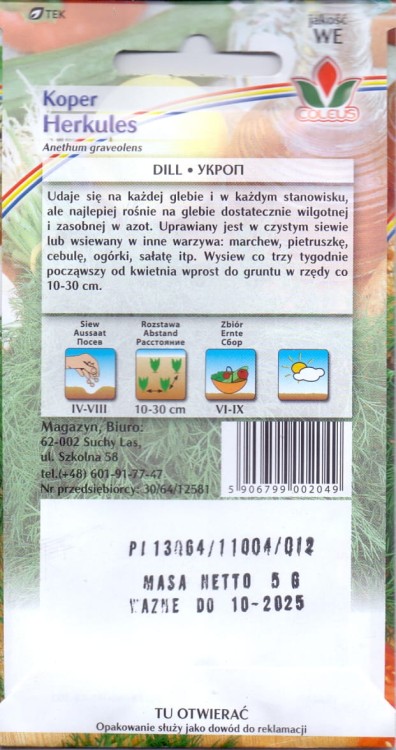 TEK
jakość
WE
COLEUS
Koper
Herkules
Anethum graveolens
DILL • УКРОП
Udaje się na każdej glebie i w każdym stanowisku,
ale najlepiej rośnie na glebie dostatecznie wilgotnej
i zasobnej w azot. Uprawiany jest w czystym siewie
lub wsiewany w inne warzywa: marchew, pietruszkę,
cebulę, ogórki, sałatę itp. Wysiew co trzy tygodnie
począwszy od kwietnia wprost do gruntu w rzędy co
10-30 cm.
Siew Rozstawa Zbiór
Aussaat Abstand Ernte
Посев Расстояние Сбор
IV-VIII 10-30 cm VI-IX
Magazyn, Biuro:
62-002 Suchy Las,
ul. Szkolna 58
tel.(+48) 601-91-77-47
Nr przedsiębiorcy: 30/64/12581
5 906799 002049
PL13064/11004/012
MASA NETTO 5 G
WAZNE DO 10-2025
TU OTWIERAĆ
Opakowanie służy jako dowód do reklamacji